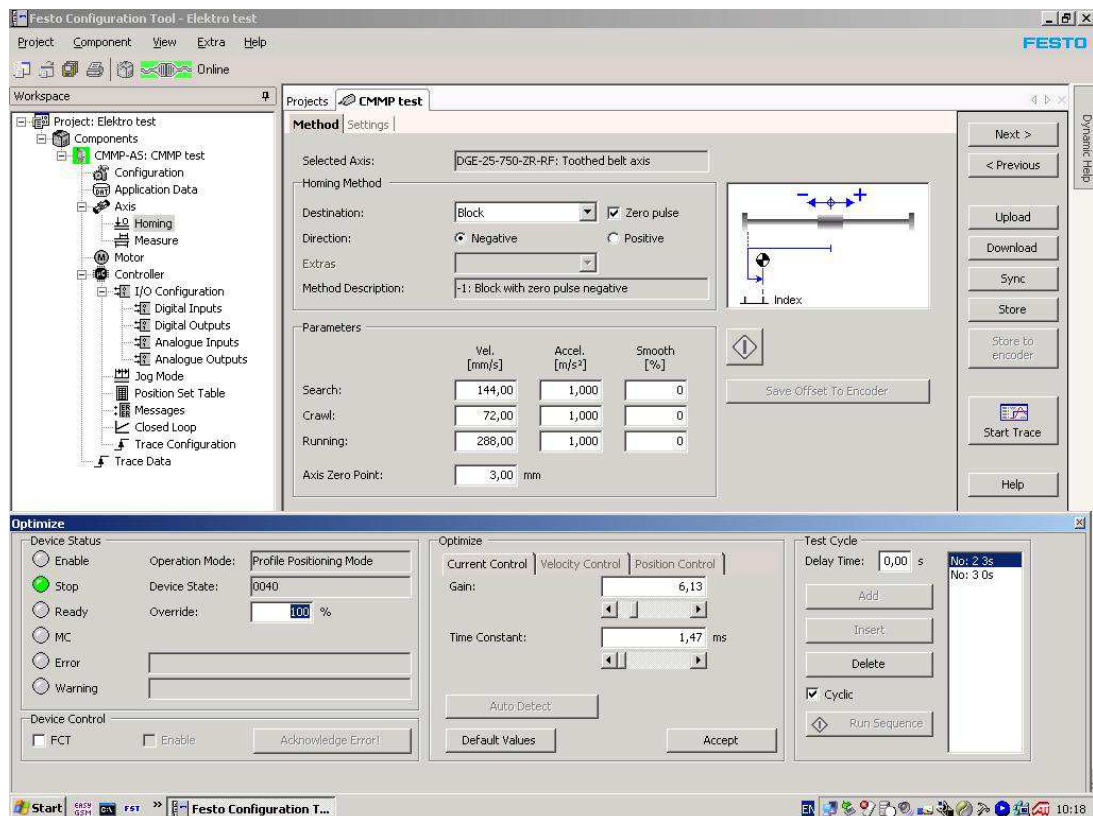 Festo Configuration Tool - Elektro test
Project Component View Extra Help
FESTO
Online
Workspace
Project: Elektro test
Components
CMMP-AS: CMMP test
Configuration
Application Data
Axis
Homing
Measure
Motor
Controller
I/O Configuration
Digital Inputs
Digital Outputs
Analogue Inputs
Analogue Outputs
Jog Mode
Position Set Table
Messages
Closed Loop
Trace Configuration
Trace Data
Projects CMMP test
Method Settings
Selected Axis: DGE-25-750-ZR-RF: Toothed belt axis
Homing Method
Destination: Block Zero pulse
Direction: Negative Positive
Extras
Method Description: -1: Block with zero pulse negative
- +
Index
Parameters
Vel. Accel. Smooth
[mm/s] [m/s²] [%]
Search: 144,00 1,000 0
Crawl: 72,00 1,000 0
Running: 288,00 1,000 0
Axis Zero Point: 3,00 mm
Save Offset To Encoder
Next >
< Previous
Upload
Download
Sync
Store
Store to
encoder
Start Trace
Help
Dynamic Help
Optimize
Device Status
Enable Operation Mode: Profile Positioning Mode
Stop Device State: 0040
Ready Override: 100 %
MC
Error
Warning
Device Control
FCT Enable Acknowledge Error!
Optimize
Current Control Velocity Control Position Control
Gain: 6,13
Time Constant: 1,47 ms
Auto Detect
Default Values Accept
Test Cycle
Delay Time: 0,00 s
Add
Insert
Delete
Cyclic
Run Sequence
No: 2 3s
No: 3 0s
Start EASY GSM C:\ FST » Festo Configuration T... EN 10:18